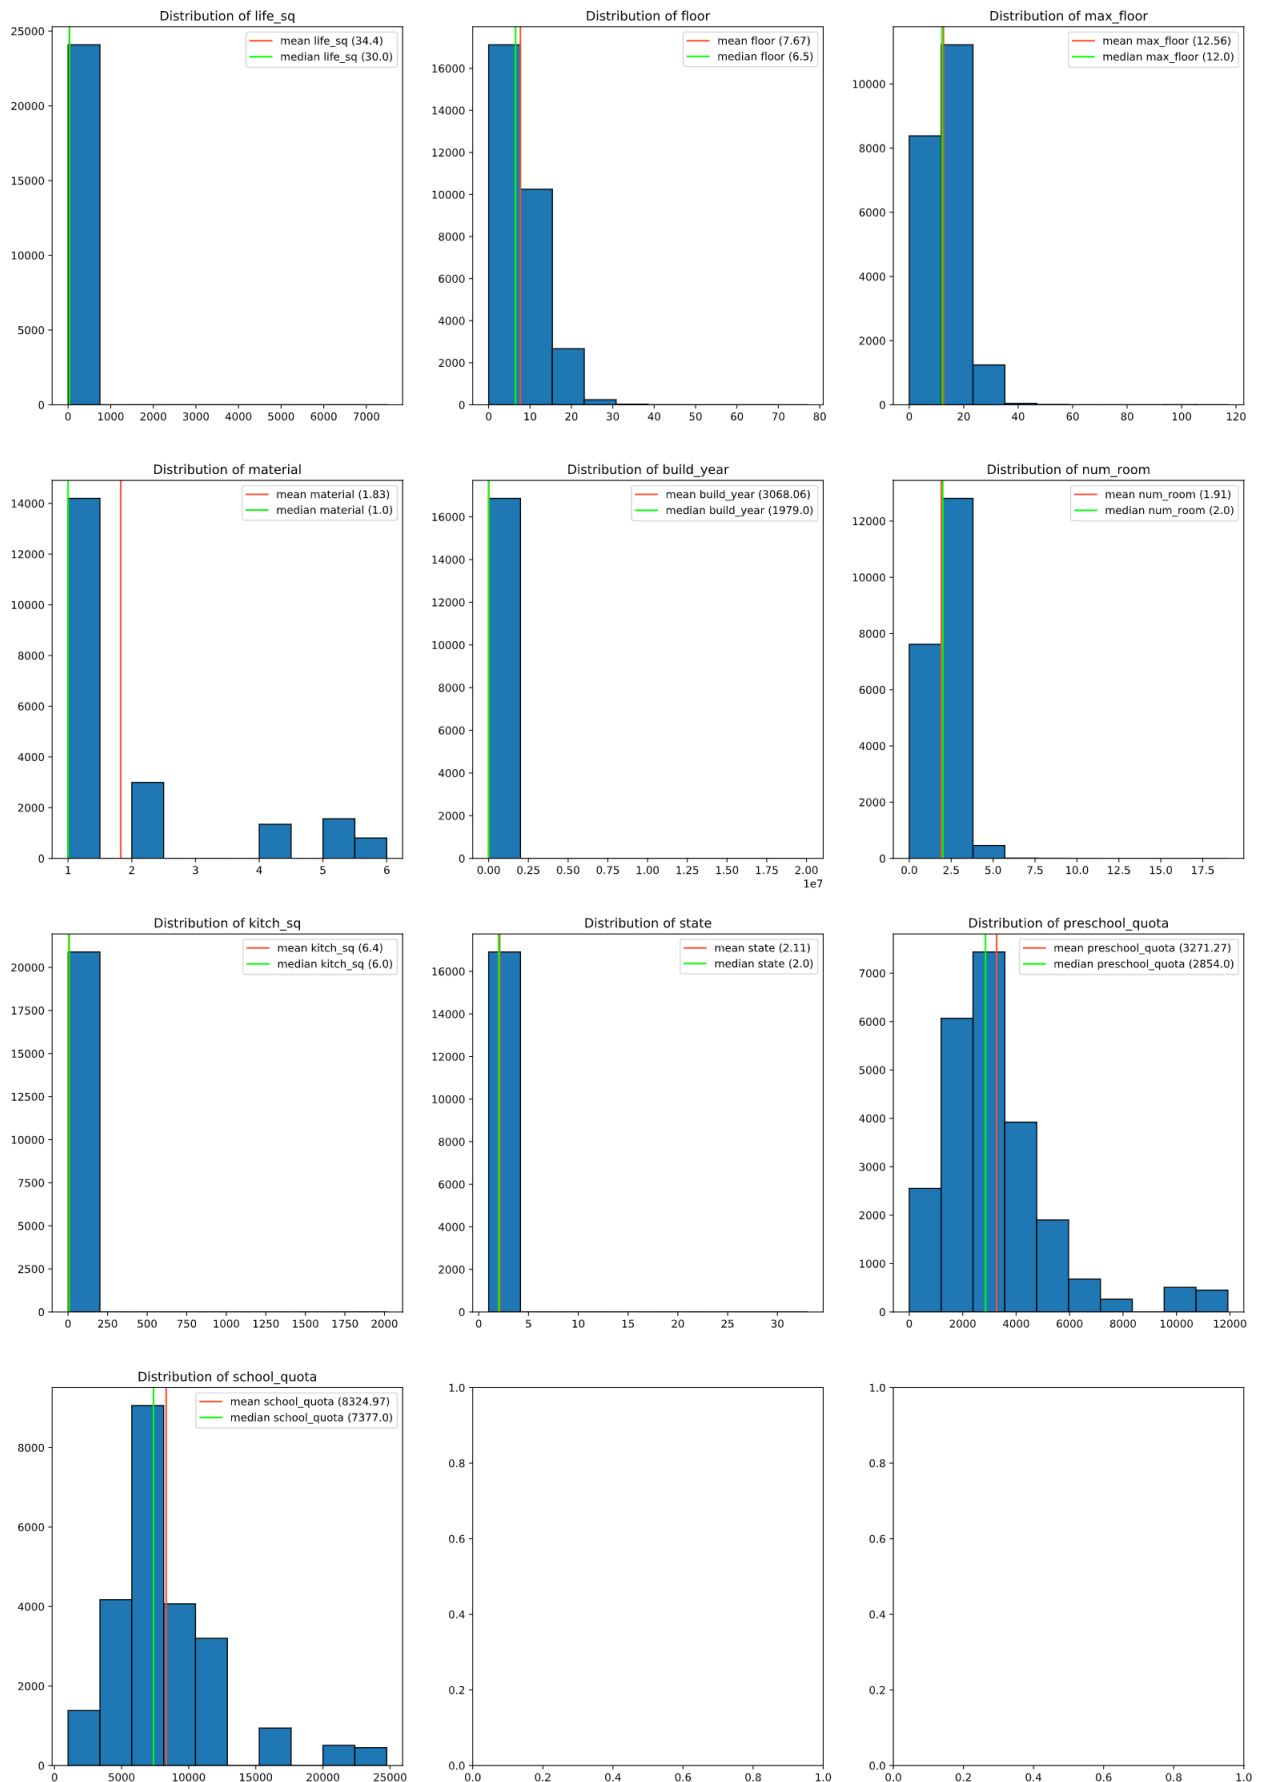 Distribution of life_sq
mean life_sq (34.4)
median life_sq (30.0)
25000
20000
15000
10000
5000
0
0 1000 2000 3000 4000 5000 6000 7000
Distribution of floor
mean floor (7.67)
median floor (6.5)
16000
14000
12000
10000
8000
6000
4000
2000
0
0 10 20 30 40 50 60 70 80
Distribution of max_floor
mean max_floor (12.56)
median max_floor (12.0)
10000
8000
6000
4000
2000
0
0 20 40 60 80 100 120
Distribution of material
mean material (1.83)
median material (1.0)
14000
12000
10000
8000
6000
4000
2000
0
1 2 3 4 5 6
Distribution of build_year
mean build_year (3068.06)
median build_year (1979.0)
16000
14000
12000
10000
8000
6000
4000
2000
0
0.00 0.25 0.50 0.75 1.00 1.25 1.50 1.75 2.00
1e7
Distribution of num_room
mean num_room (1.91)
median num_room (2.0)
12000
10000
8000
6000
4000
2000
0
0.0 2.5 5.0 7.5 10.0 12.5 15.0 17.5
Distribution of kitch_sq
mean kitch_sq (6.4)
median kitch_sq (6.0)
20000
17500
15000
12500
10000
7500
5000
2500
0
0 250 500 750 1000 1250 1500 1750 2000
Distribution of state
mean state (2.11)
median state (2.0)
16000
14000
12000
10000
8000
6000
4000
2000
0
0 5 10 15 20 25 30
Distribution of preschool_quota
mean preschool_quota (3271.27)
median preschool_quota (2854.0)
7000
6000
5000
4000
3000
2000
1000
0
0 2000 4000 6000 8000 10000 12000
Distribution of school_quota
mean school_quota (8324.97)
median school_quota (7377.0)
8000
6000
4000
2000
0
0 5000 10000 15000 20000 25000
1.0
0.8
0.6
0.4
0.2
0.0
0.0 0.2 0.4 0.6 0.8 1.0
1.0
0.8
0.6
0.4
0.2
0.0
0.0 0.2 0.4 0.6 0.8 1.0